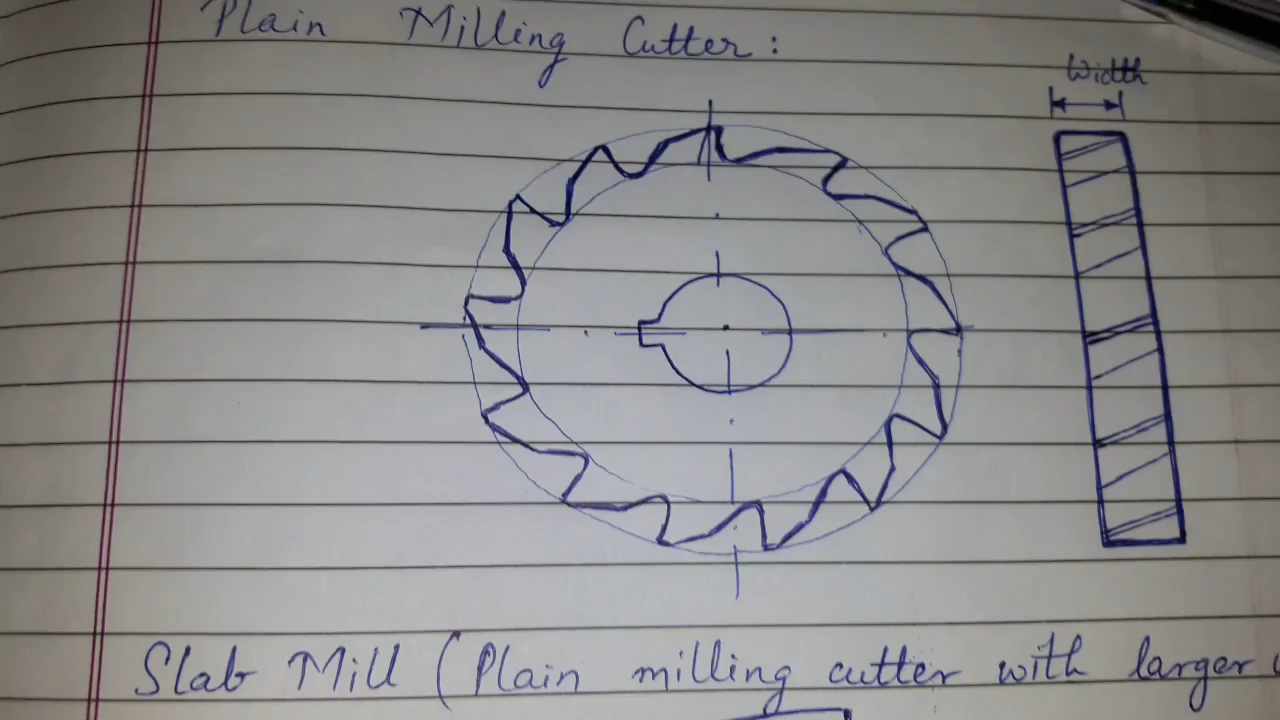 Plain Milling Cutter:
Width
Slab Mill (Plain milling cutter with larger